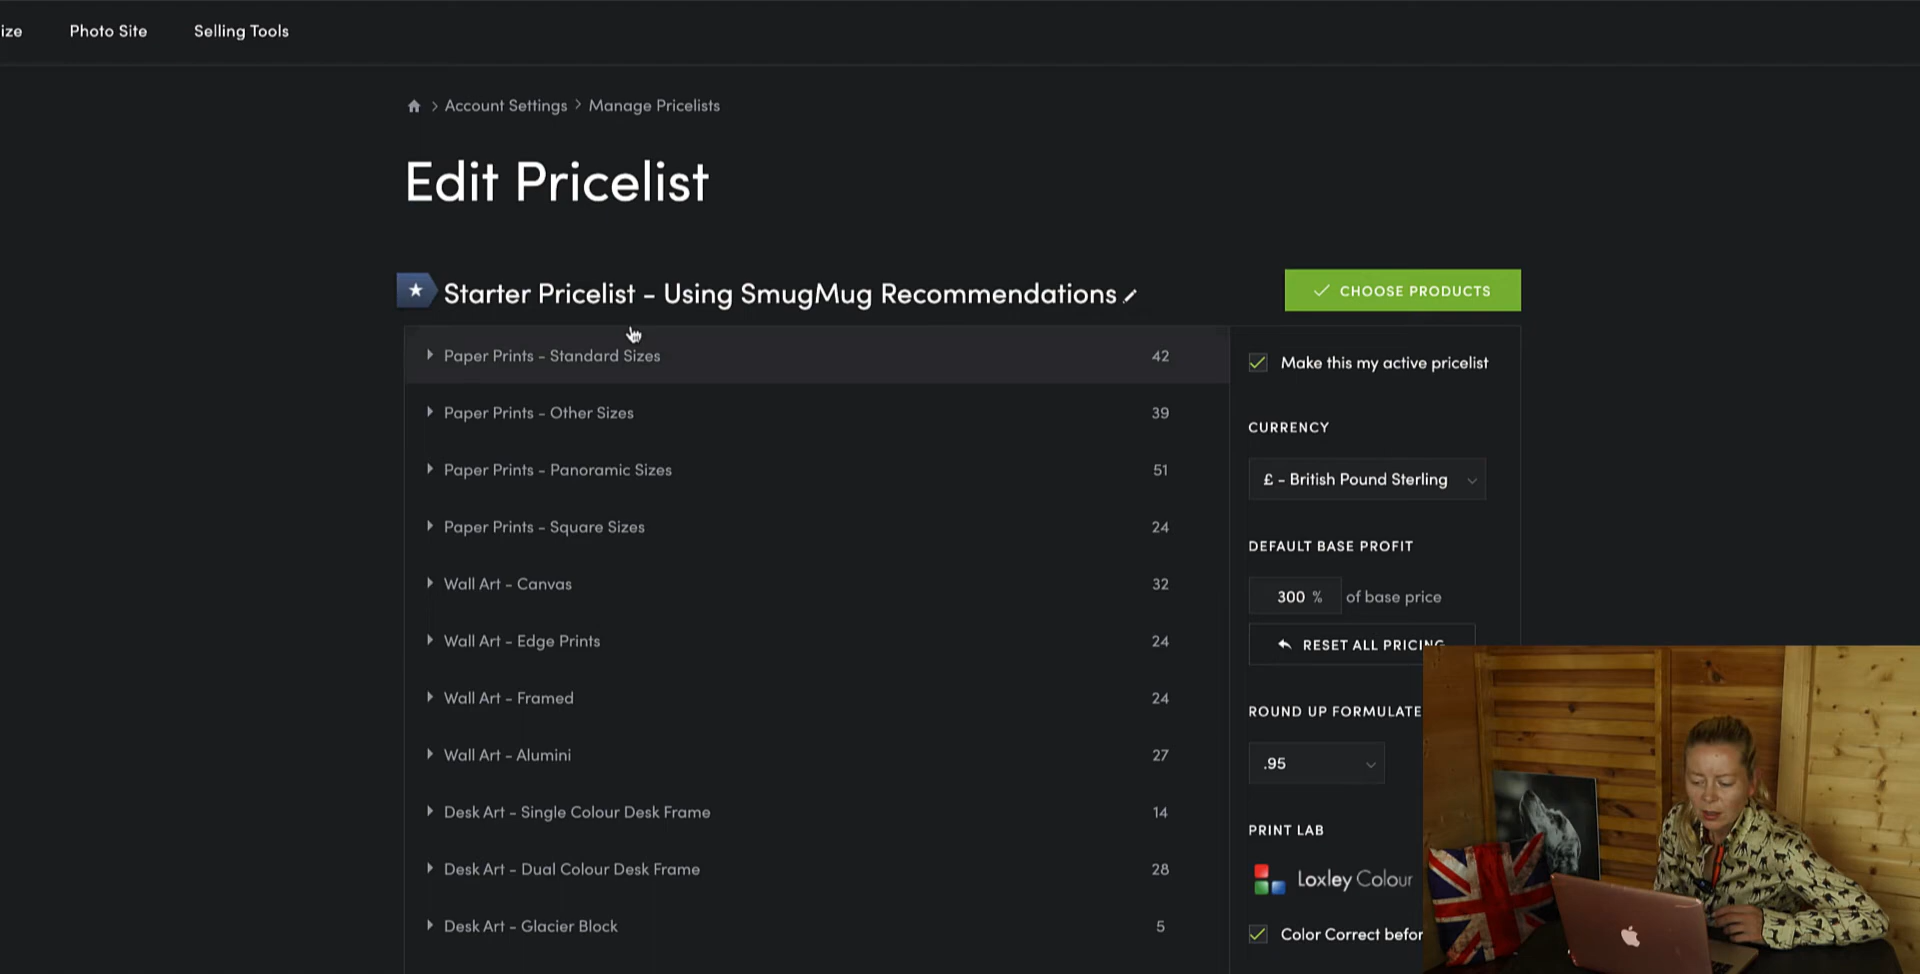 ize Photo Site Selling Tools
Account Settings > Manage Pricelists
Edit Pricelist
Starter Pricelist - Using SmugMug Recommendations
CHOOSE PRODUCTS
Paper Prints - Standard Sizes 42
Paper Prints - Other Sizes 39
Paper Prints - Panoramic Sizes 51
Paper Prints - Square Sizes 24
Wall Art - Canvas 32
Wall Art - Edge Prints 24
Wall Art - Framed 24
Wall Art - Alumini 27
Desk Art - Single Colour Desk Frame 14
Desk Art - Dual Colour Desk Frame 28
Desk Art - Glacier Block 5
Make this my active pricelist
CURRENCY
£ - British Pound Sterling
DEFAULT BASE PROFIT
300 % of base price
RESET ALL PRICING
ROUND UP FORMULATE
.95
PRINT LAB
Loxley Colour
Color Correct befor